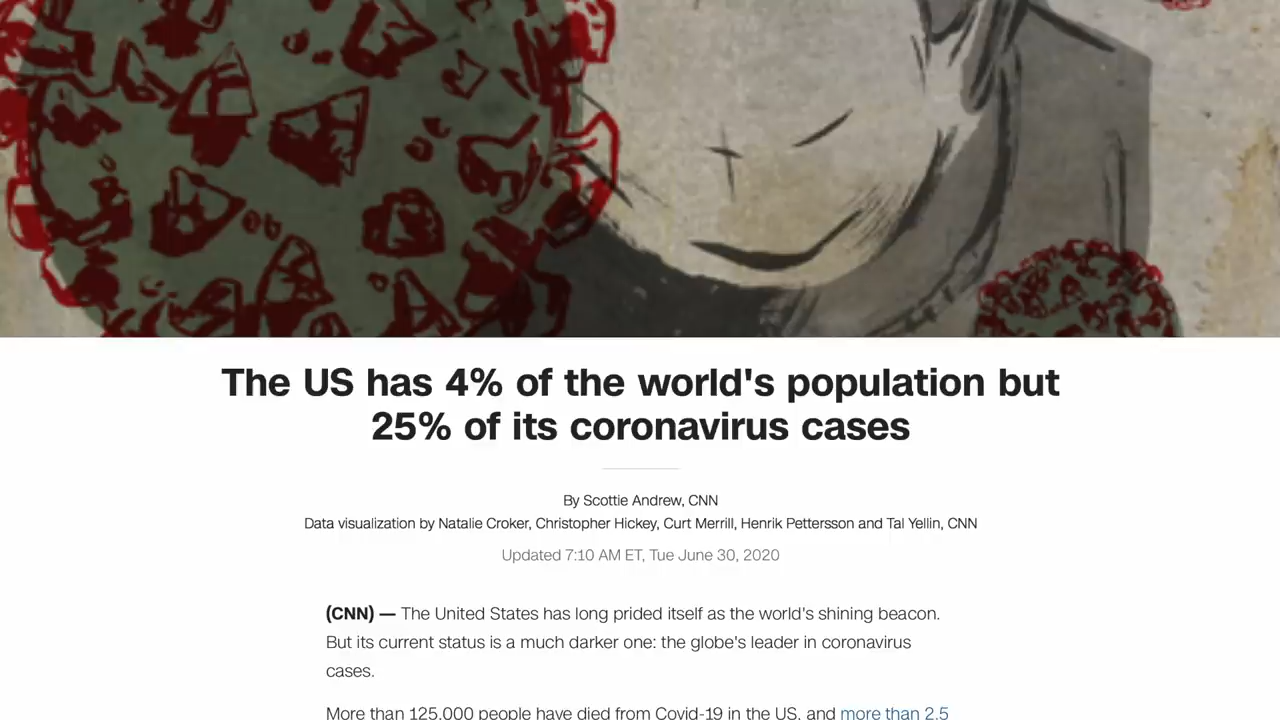 The US has 4% of the world's population but
25% of its coronavirus cases
By Scottie Andrew, CNN
Data visualization by Natalie Croker, Christopher Hickey, Curt Merrill, Henrik Pettersson and Tal Yellin, CNN
Updated 7:10 AM ET, Tue June 30, 2020
(CNN) — The United States has long prided itself as the world's shining beacon.
But its current status is a much darker one: the globe's leader in coronavirus
cases.
More than 125,000 people have died from Covid-19 in the US, and more than 2.5